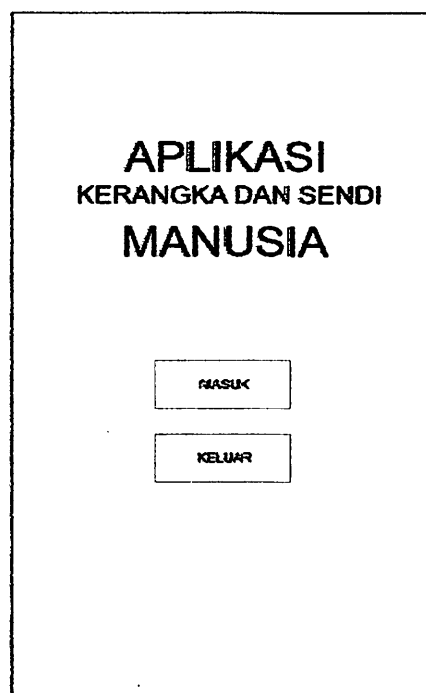 APLIKASI
KERANGKA DAN SENDI
MANUSIA
MASUK
KELUAR